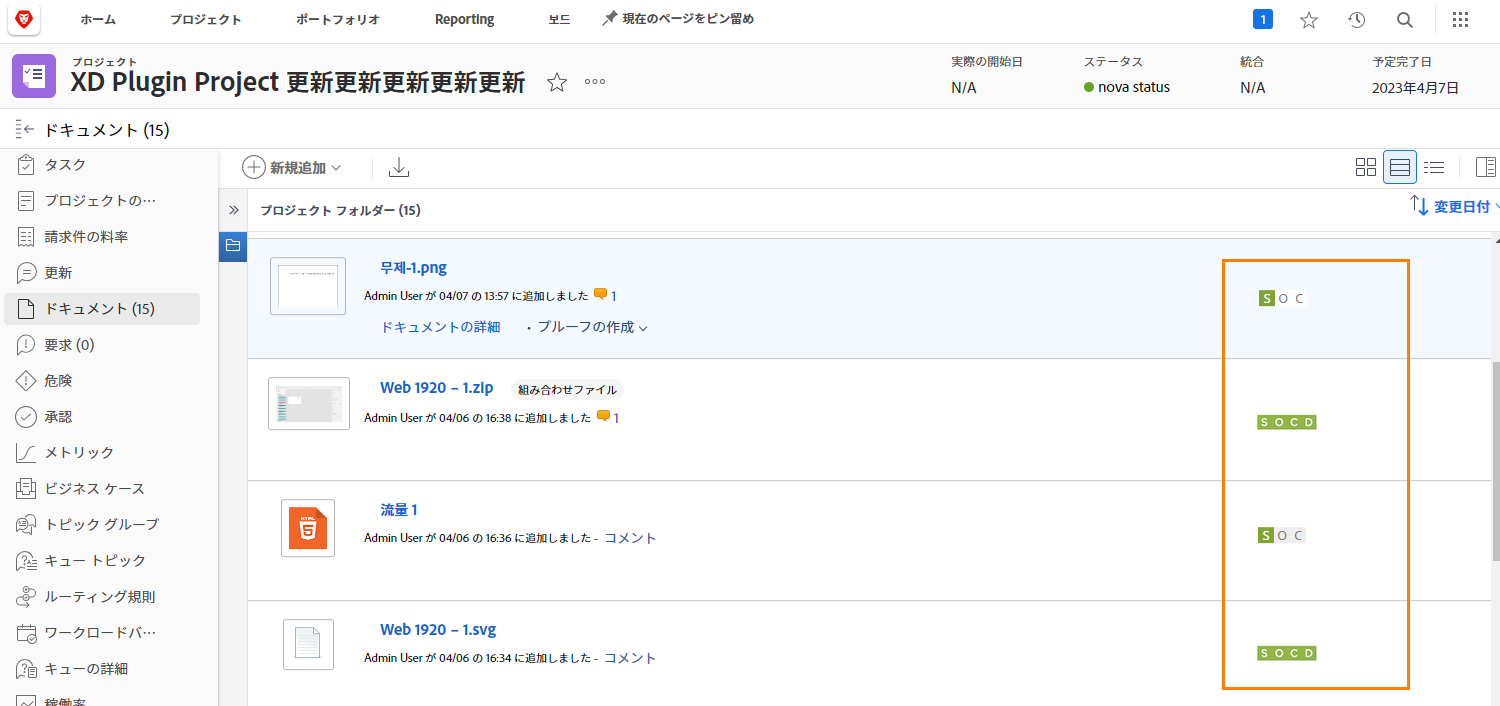 ホーム
プロジェクト
ポートフォリオ
Reporting
보드
現在のページをピン留め
1
プロジェクト
XD Plugin Project 更新更新更新更新更新
実際の開始日
N/A
ステータス
nova status
統合
N/A
予定完了日
2023年4月7日
ドキュメント (15)
タスク
プロジェクトの…
請求件の料率
更新
ドキュメント (15)
要求 (0)
危険
承認
メトリック
ビジネス ケース
トピック グループ
キュー トピック
ルーティング規則
ワークロードバ…
キューの詳細
稼働率
新規追加
プロジェクト フォルダー (15)
変更日付
무제-1.png
Admin User が 04/07 の 13:57 に追加しました 1
ドキュメントの詳細 ・ プルーフの作成
S O C
Web 1920 – 1.zip 組み合わせファイル
Admin User が 04/06 の 16:38 に追加しました 1
S O C D
流量 1
Admin User が 04/06 の 16:36 に追加しました - コメント
S O C
Web 1920 – 1.svg
Admin User が 04/06 の 16:34 に追加しました - コメント
S O C D